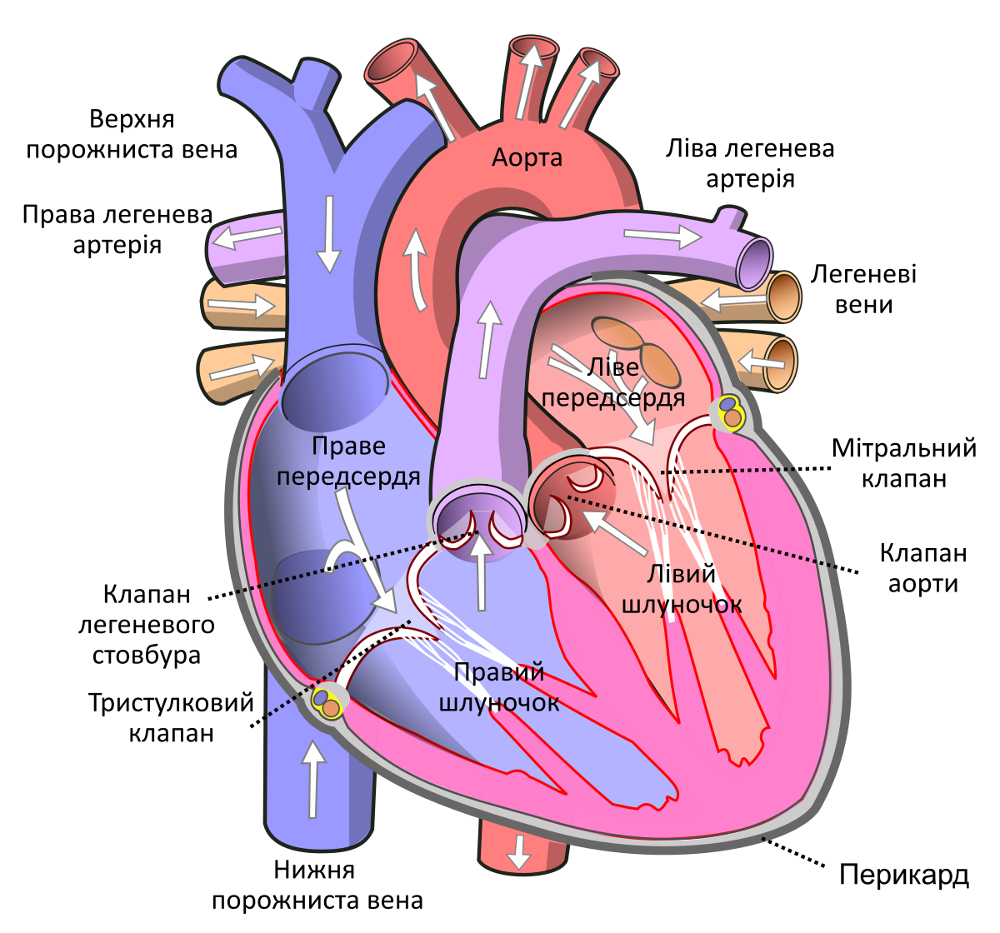 Верхня
порожниста вена
Аорта
Ліва легенева
артерія
Права легенева
артерія
Легеневі
вени
Ліве
передсердя
Праве
передсердя
Мітральний
клапан
Клапан
аорти
Лівий
шлуночок
Клапан
легеневого
стовбура
Правий
шлуночок
Тристулковий
клапан
Нижня
порожниста вена
Перикард